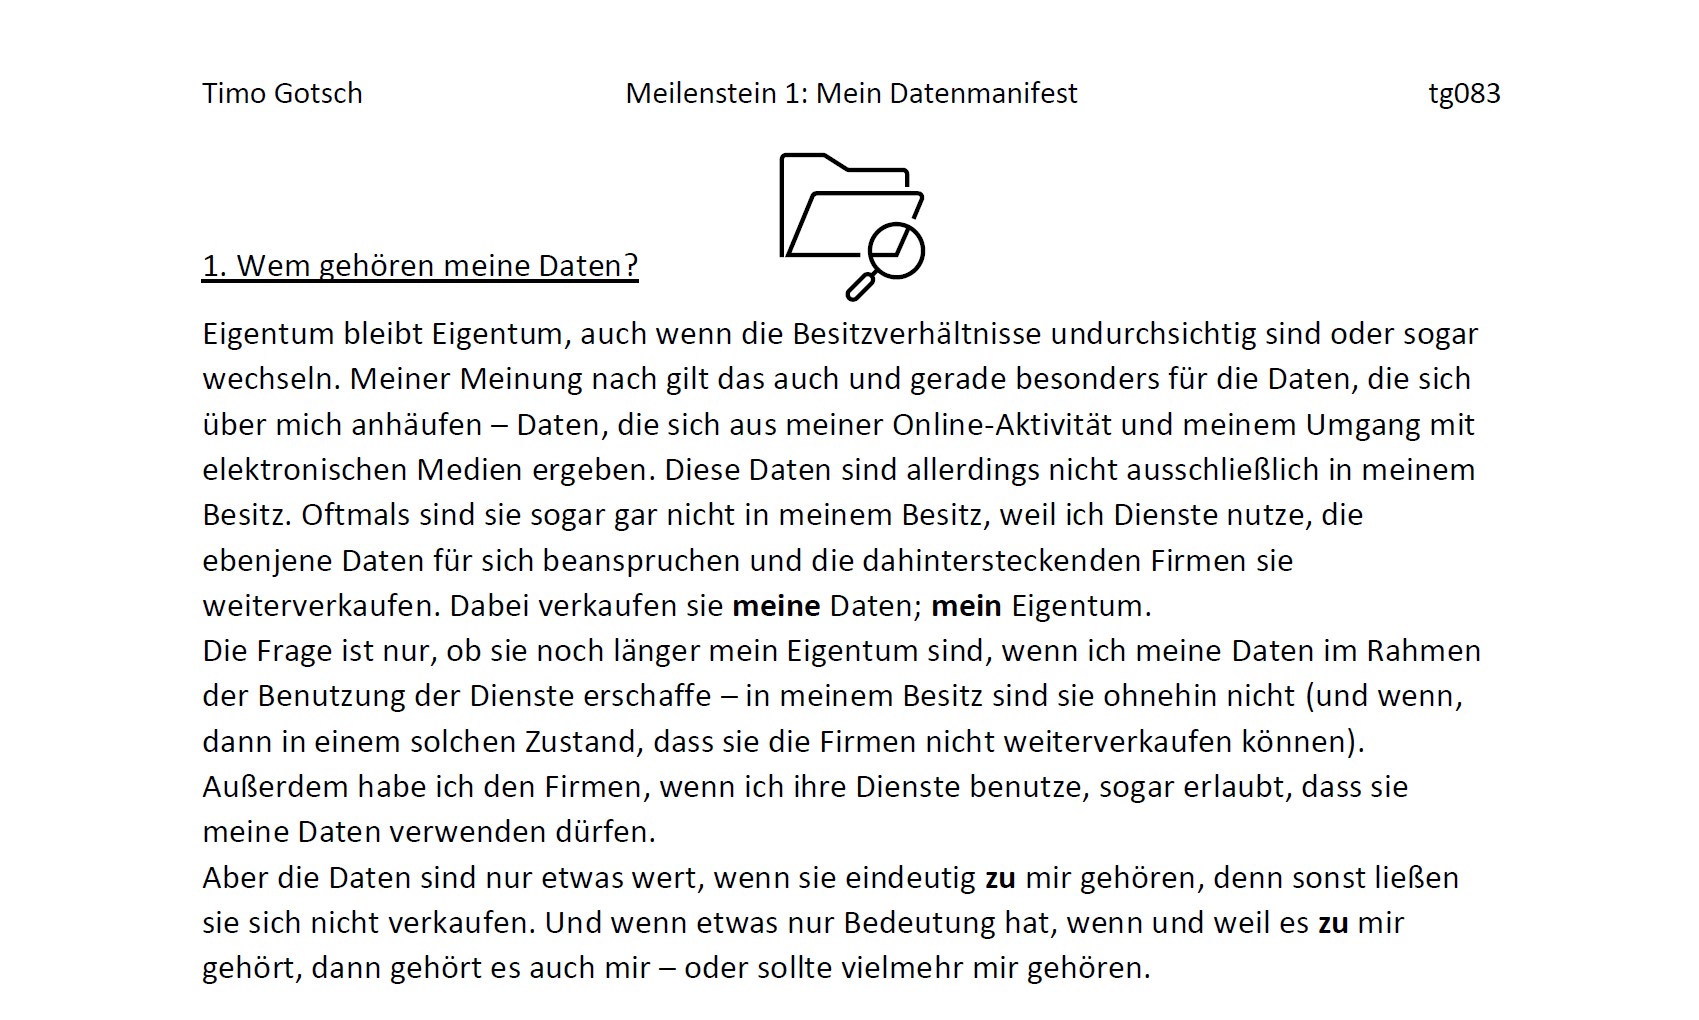 Timo Gotsch Meilenstein 1: Mein Datenmanifest tg083
1. Wem gehören meine Daten?
Eigentum bleibt Eigentum, auch wenn die Besitzverhältnisse undurchsichtig sind oder sogar
wechseln. Meiner Meinung nach gilt das auch und gerade besonders für die Daten, die sich
über mich anhäufen – Daten, die sich aus meiner Online-Aktivität und meinem Umgang mit
elektronischen Medien ergeben. Diese Daten sind allerdings nicht ausschließlich in meinem
Besitz. Oftmals sind sie sogar gar nicht in meinem Besitz, weil ich Dienste nutze, die
ebenjene Daten für sich beanspruchen und die dahintersteckenden Firmen sie
weiterverkaufen. Dabei verkaufen sie meine Daten; mein Eigentum.
Die Frage ist nur, ob sie noch länger mein Eigentum sind, wenn ich meine Daten im Rahmen
der Benutzung der Dienste erschaffe – in meinem Besitz sind sie ohnehin nicht (und wenn,
dann in einem solchen Zustand, dass sie die Firmen nicht weiterverkaufen können).
Außerdem habe ich den Firmen, wenn ich ihre Dienste benutze, sogar erlaubt, dass sie
meine Daten verwenden dürfen.
Aber die Daten sind nur etwas wert, wenn sie eindeutig zu mir gehören, denn sonst ließen
sie sich nicht verkaufen. Und wenn etwas nur Bedeutung hat, wenn und weil es zu mir
gehört, dann gehört es auch mir – oder sollte vielmehr mir gehören.